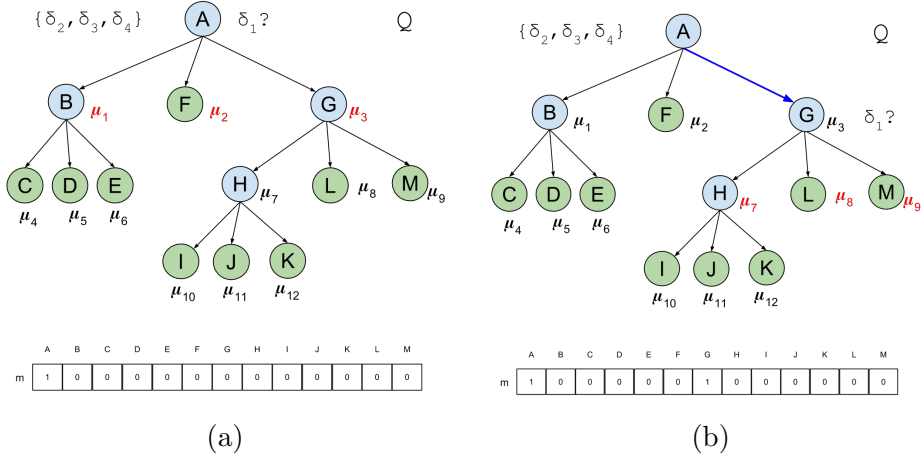 {δ₂,δ₃,δ₄} A δ₁? Q
B μ₁ F μ₂ G μ₃
C D E H μ₇ L μ₈ M μ₉
μ₄ μ₅ μ₆
I J K
μ₁₀ μ₁₁ μ₁₂
A B C D E F G H I J K L M
m 1 0 0 0 0 0 0 0 0 0 0 0 0
(a)
{δ₂,δ₃,δ₄} A Q
B μ₁ F μ₂ G μ₃ δ₁?
C D E H μ₇ L μ₈ M μ₉
μ₄ μ₅ μ₆
I J K
μ₁₀ μ₁₁ μ₁₂
A B C D E F G H I J K L M
m 1 0 0 0 0 0 1 0 0 0 0 0 0
(b)